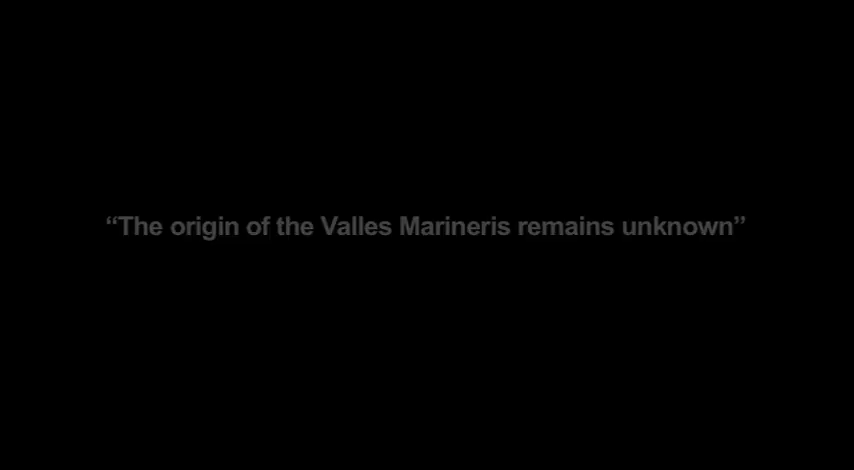 “The origin of the Valles Marineris remains unknown”